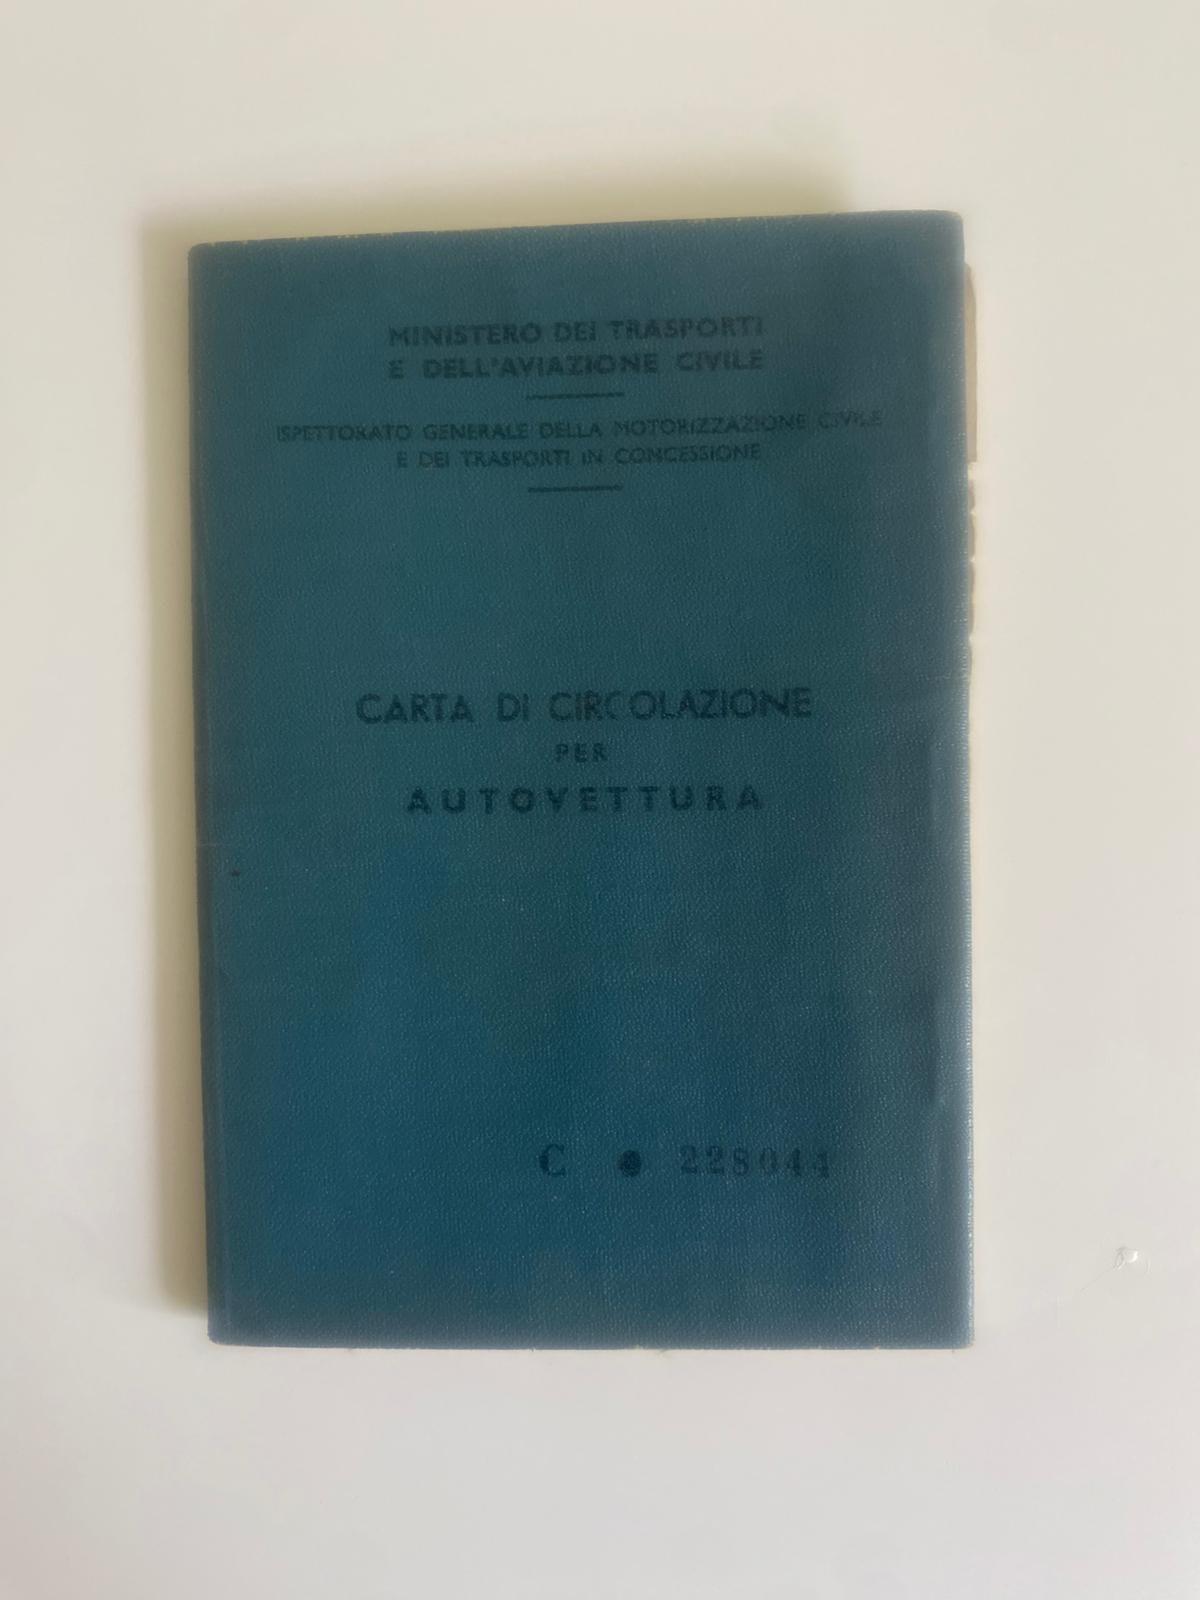 MINISTERO DEI TRASPORTI
E DELL'AVIAZIONE CIVILE
ISPETTORATO GENERALE DELLA MOTORIZZAZIONE CIVILE
E DEI TRASPORTI IN CONCESSIONE
CARTA DI CIRCOLAZIONE
PER
AUTOVETTURA
C ● 228044